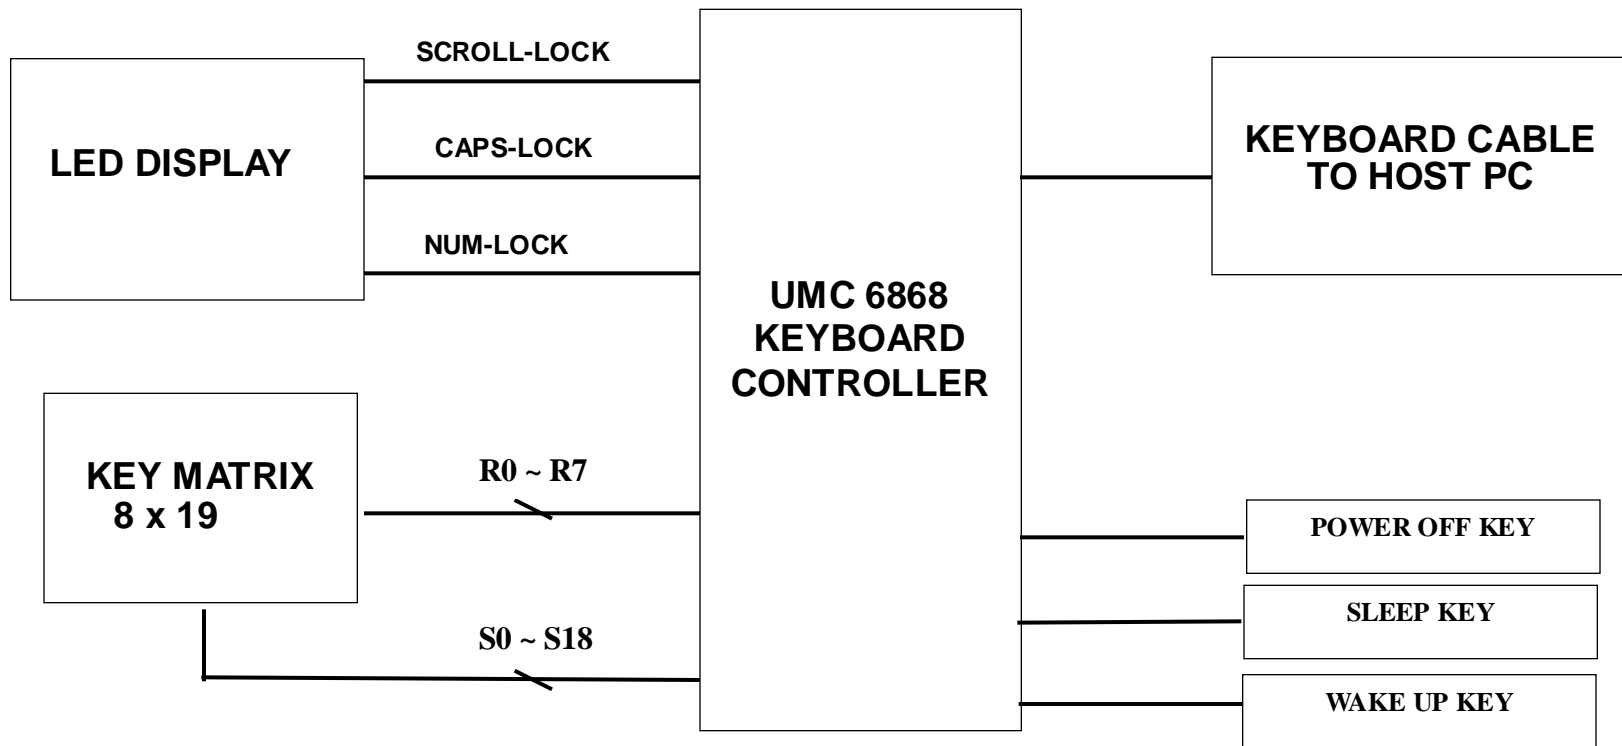 SCROLL-LOCK
LED DISPLAY
CAPS-LOCK
NUM-LOCK
KEY MATRIX
8 x 19
R0 ~ R7
S0 ~ S18
UMC 6868
KEYBOARD
CONTROLLER
KEYBOARD CABLE
TO HOST PC
POWER OFF KEY
SLEEP KEY
WAKE UP KEY